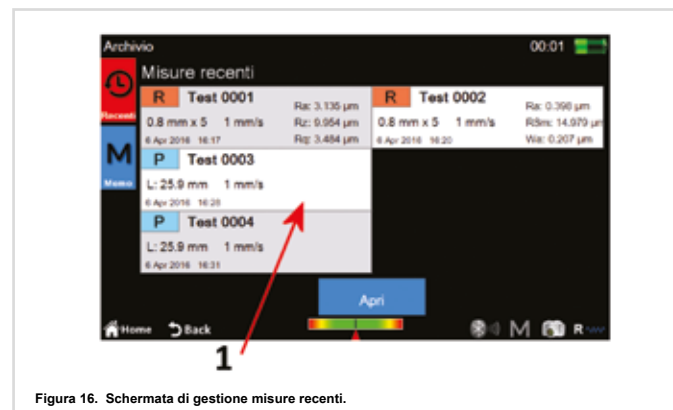 Archivio 00:01
Misure recenti
Recenti
Memo
R Test 0001
0.8 mm x 5 1 mm/s
6 Apr 2016 16:17
Ra: 3.135 µm
Rz: 9.954 µm
Rq: 3.484 µm
R Test 0002
0.8 mm x 5 1 mm/s
6 Apr 2016 16:20
Ra: 0.398 µm
RSm: 14.979 µm
Wa: 0.207 µm
M
P Test 0003
L: 25.9 mm 1 mm/s
6 Apr 2016 16:28
P Test 0004
L: 25.9 mm 1 mm/s
6 Apr 2016 16:31
Apri
Home Back M R
1
Figura 16. Schermata di gestione misure recenti.